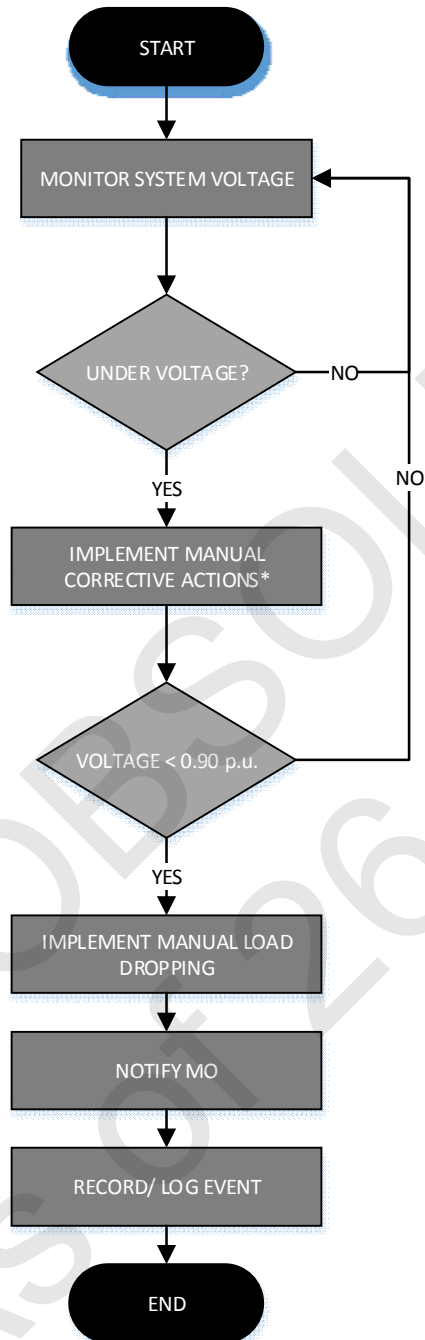 START
MONITOR SYSTEM VOLTAGE
UNDER VOLTAGE?
NO
YES
NO
IMPLEMENT MANUAL
CORRECTIVE ACTIONS*
VOLTAGE < 0.90 p.u.
YES
IMPLEMENT MANUAL LOAD
DROPPING
NOTIFY MO
RECORD/ LOG EVENT
END